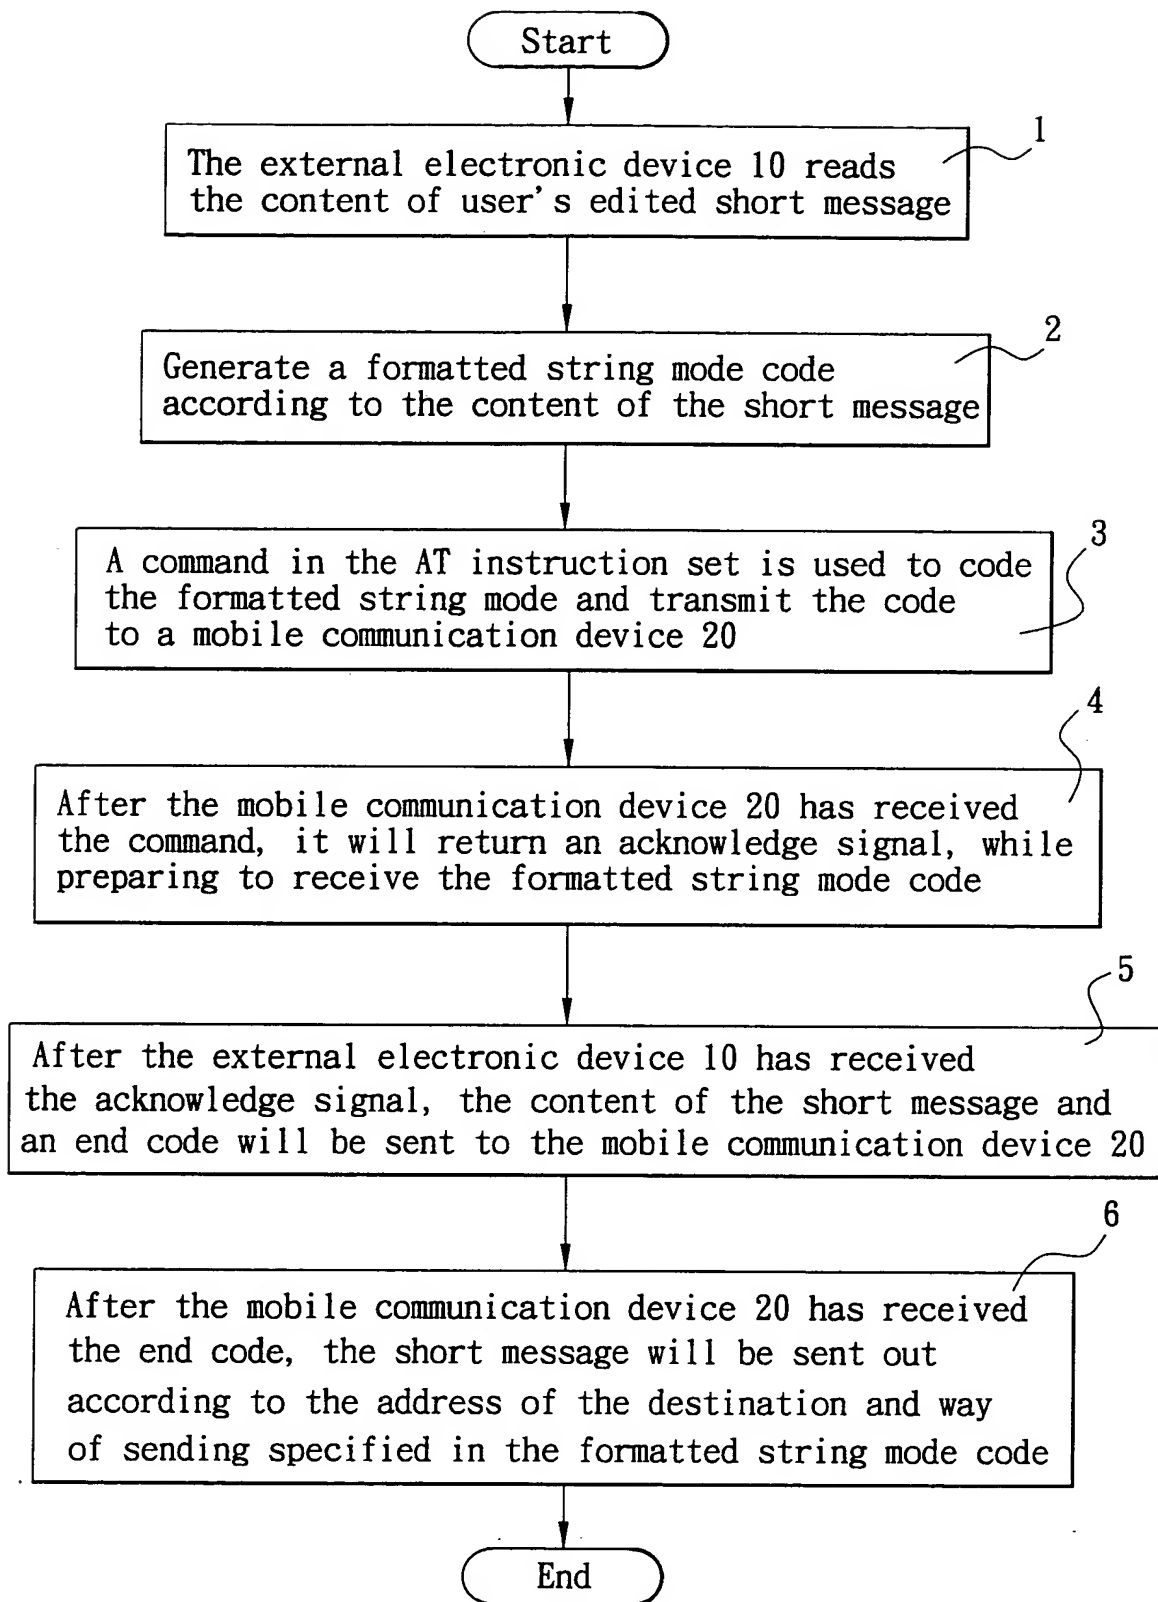 Start
1
The external electronic device 10 reads
the content of user's edited short message
2
Generate a formatted string mode code
according to the content of the short message
3
A command in the AT instruction set is used to code
the formatted string mode and transmit the code
to a mobile communication device 20
4
After the mobile communication device 20 has received
the command, it will return an acknowledge signal, while
preparing to receive the formatted string mode code
5
After the external electronic device 10 has received
the acknowledge signal, the content of the short message and
an end code will be sent to the mobile communication device 20
6
After the mobile communication device 20 has received
the end code, the short message will be sent out
according to the address of the destination and way
of sending specified in the formatted string mode code
End